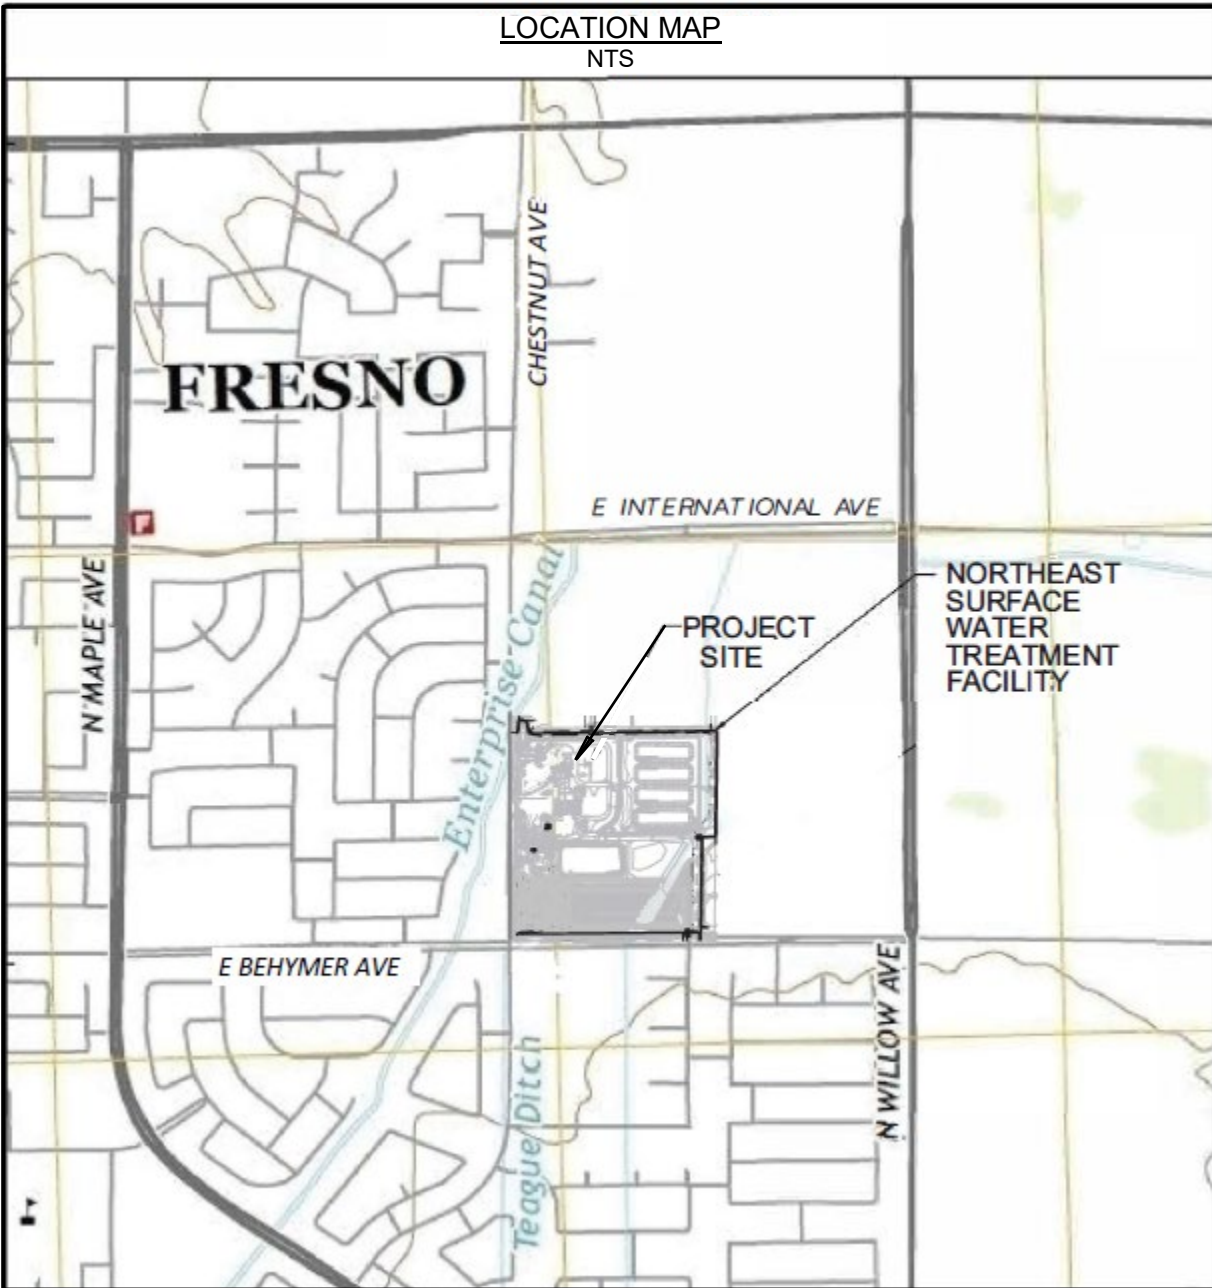 LOCATION MAP
NTS
CHESTNUT AVE
FRESNO
E INTERNATIONAL AVE
N MAPLE AVE
Enterprise Canal
PROJECT
SITE
NORTHEAST
SURFACE
WATER
TREATMENT
FACILITY
E BEHYMER AVE
N WILLOW AVE
Teague Ditch